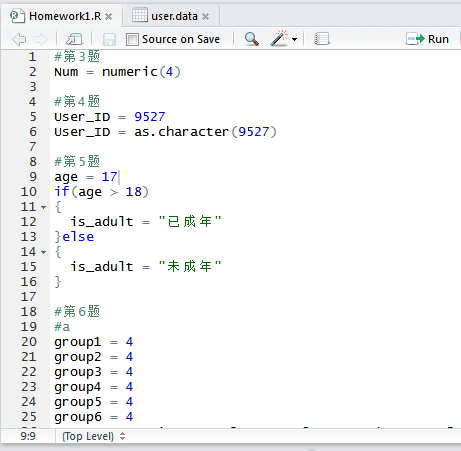 Homework1.R
user.data
Source on Save
Run
1 #第3题
2 Num = numeric(4)
3
4 #第4题
5 User_ID = 9527
6 User_ID = as.character(9527)
7
8 #第5题
9 age = 17
10 if(age > 18)
11 {
12 is_adult = "已成年"
13 }else
14 {
15 is_adult = "未成年"
16 }
17
18 #第6题
19 #a
20 group1 = 4
21 group2 = 4
22 group3 = 4
23 group4 = 4
24 group5 = 4
25 group6 = 4
9:9 (Top Level)